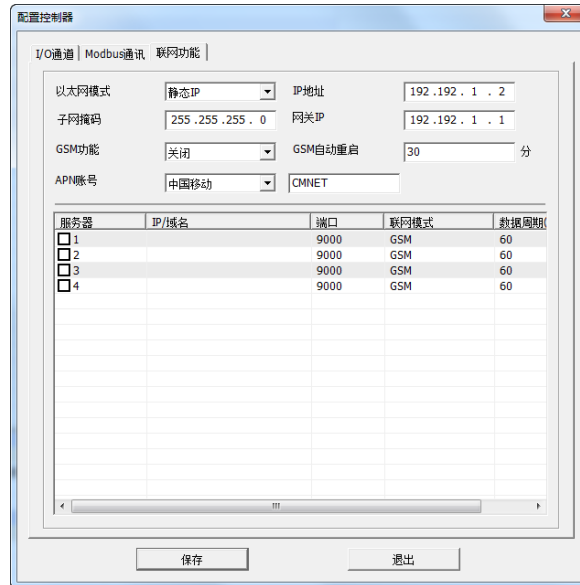 配置控制器
I/O通道 Modbus通讯 联网功能
以太网模式 静态IP IP地址 192.192.1.2
子网掩码 255.255.255.0 网关IP 192.192.1.1
GSM功能 关闭 GSM自动重启 30 分
APN账号 中国移动 CMNET
服务器 IP/域名 端口 联网模式 数据周期(
1 9000 GSM 60
2 9000 GSM 60
3 9000 GSM 60
4 9000 GSM 60
保存 退出